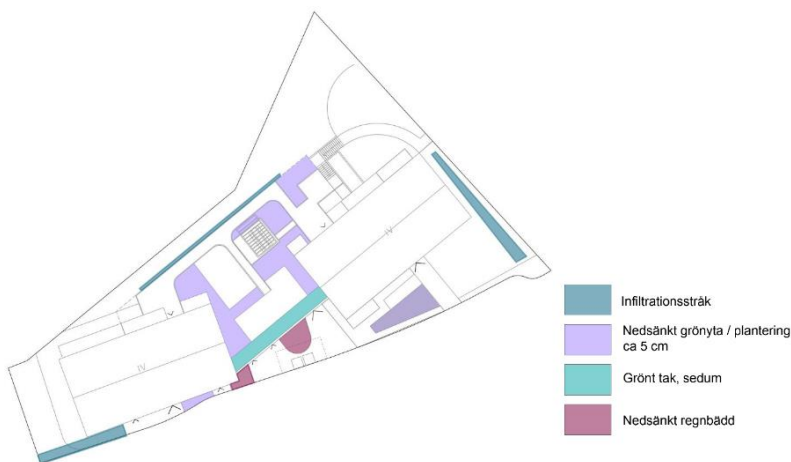 IV
IV
Infiltrationsstråk
Nedsänkt grönyta / plantering
ca 5 cm
Grönt tak, sedum
Nedsänkt regnbädd